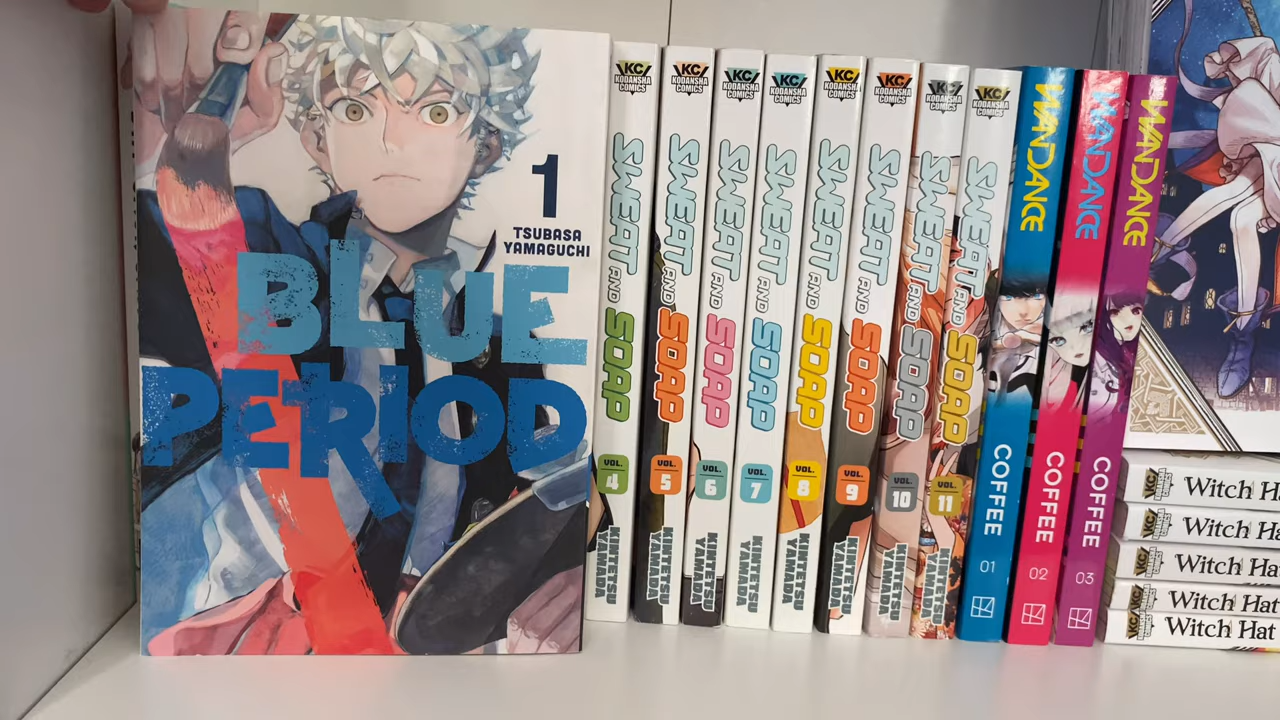 1
TSUBASA
YAMAGUCHI
BLUE
PERIOD
KC
KODANSHA
COMICS
SWEAT AND SOAP
VOL.
4
KINTETSU
YAMADA
KC
KODANSHA
COMICS
SWEAT AND SOAP
VOL.
5
KINTETSU
YAMADA
KC
KODANSHA
COMICS
SWEAT AND SOAP
VOL.
6
KINTETSU
YAMADA
KC
KODANSHA
COMICS
SWEAT AND SOAP
VOL.
7
KINTETSU
YAMADA
KC
KODANSHA
COMICS
SWEAT AND SOAP
VOL.
8
KINTETSU
YAMADA
KC
KODANSHA
COMICS
SWEAT AND SOAP
VOL.
9
KINTETSU
YAMADA
KC
KODANSHA
COMICS
SWEAT AND SOAP
VOL.
10
KINTETSU
YAMADA
KC
KODANSHA
COMICS
SWEAT AND SOAP
VOL.
11
KINTETSU
YAMADA
WANDANCE
COFFEE
01
WANDANCE
COFFEE
02
WANDANCE
COFFEE
03
KC
Witch H
KC
Witch H
KC
Witch Hat
KC
Witch Hat
KC
Witch Hat